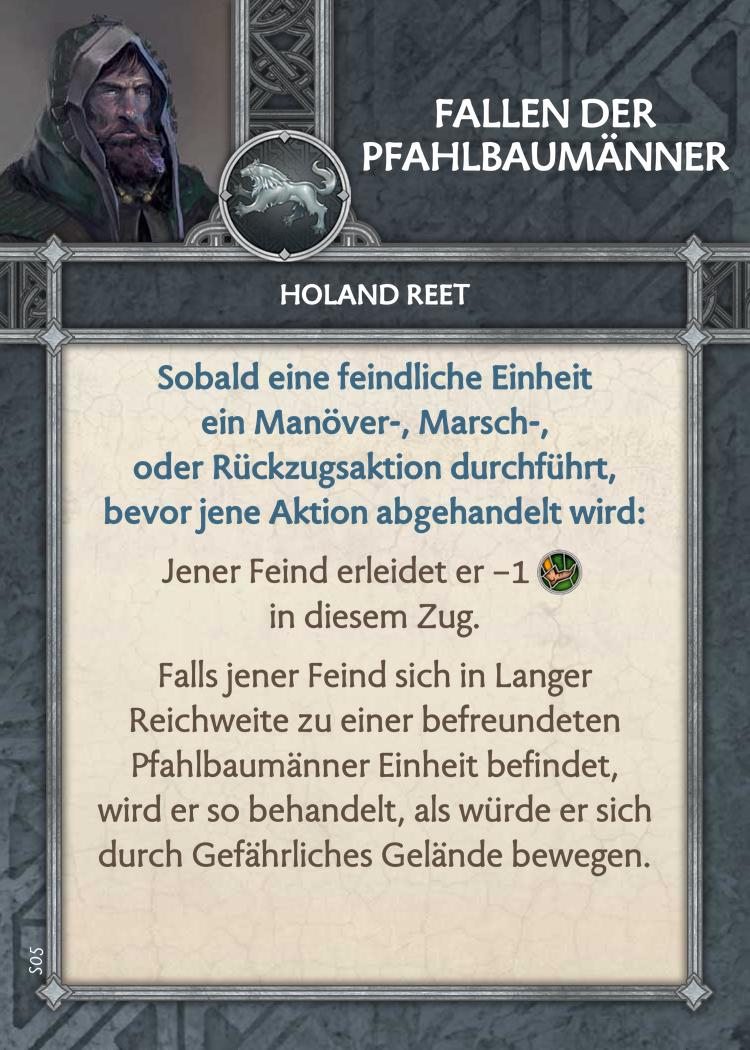 FALLEN DER
PFAHLBAUMÄNNER
HOLAND REET
Sobald eine feindliche Einheit
ein Manöver-, Marsch-,
oder Rückzugsaktion durchführt,
bevor jene Aktion abgehandelt wird:
Jener Feind erleidet er –1
in diesem Zug.
Falls jener Feind sich in Langer
Reichweite zu einer befreundeten
Pfahlbaumänner Einheit befindet,
wird er so behandelt, als würde er sich
durch Gefährliches Gelände bewegen.
S05